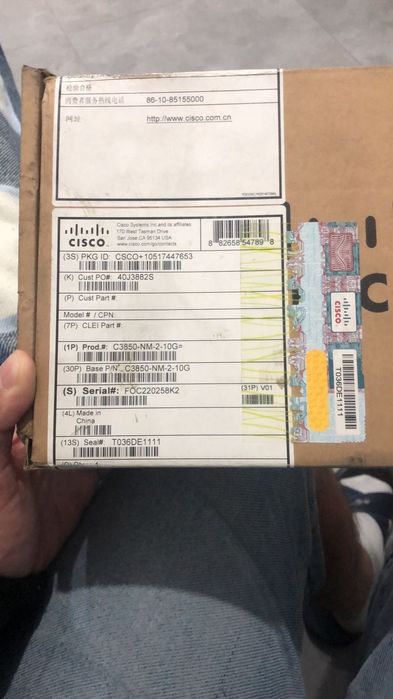 检验合格
消费者服务热线电话 86-10-85155000
网址 http://www.cisco.com.cn
CISCO
Cisco Systems, Inc and its affiliates
170 West Tasman Drive
San Jose, CA 95134 USA
www.cisco.com/go/contacts
8 82658 54789 8
(3S) PKG ID: CSCO+10517447653
(K) Cust PO#: 40J3882S
(P) Cust Part #:
Model # / CPN:
(7P) CLEI Part#:
(1P) Prod.#: C3850-NM-2-10G=
(30P) Base P/N: C3850-NM-2-10G
(S) Serial#: FOC220258K2
(31P) V01
(4L) Made in
China
(13S) Seal#: T036DE1111
CISCO
T036DE1111
C